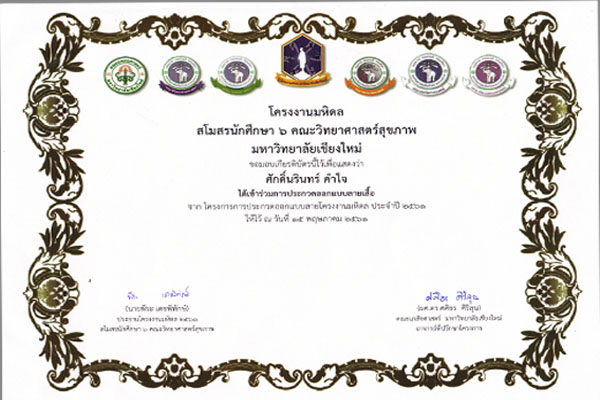 โครงงานมหิดล
สโมสรนักศึกษา ๖ คณะวิทยาศาสตร์สุขภาพ
มหาวิทยาลัยเชียงใหม่
ขอมอบเกียรติบัตรนี้ไว้เพื่อแสดงว่า
ศักดิ์นรินทร์ คำใจ
ได้เข้าร่วมการประกวดออกแบบลายเสื้อ
จาก โครงการการประกวดออกแบบลายโครงงานมหิดล ประจำปี ๒๕๖๑
ให้ไว้ ณ วันที่ ๑๕ พฤษภาคม ๒๕๖๑
(นายพีระ เดชพิทักษ์)
ประธานโครงงานมหิดล ๒๕๖๑
สโมสรนักศึกษา ๖ คณะวิทยาศาสตร์สุขภาพ
(ผศ.ดร.ศศิธร ศิริลุน)
คณะเภสัชศาสตร์ มหาวิทยาลัยเชียงใหม่
อาจารย์ที่ปรึกษาโครงการ